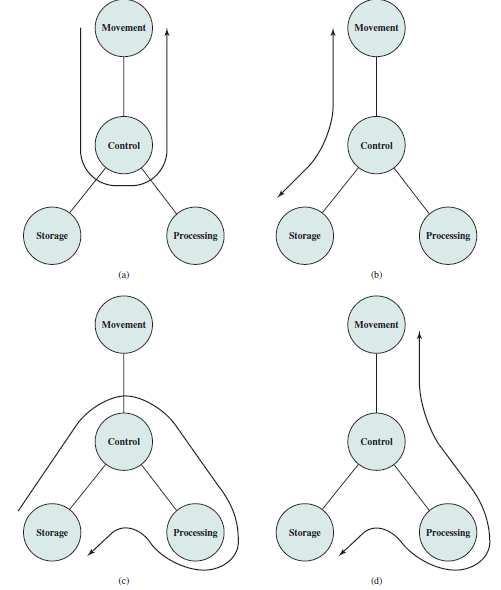 Movement
Movement
Control
Control
Storage
Processing
Storage
Processing
(a)
(b)
Movement
Movement
Control
Control
Storage
Processing
Storage
Processing
(c)
(d)